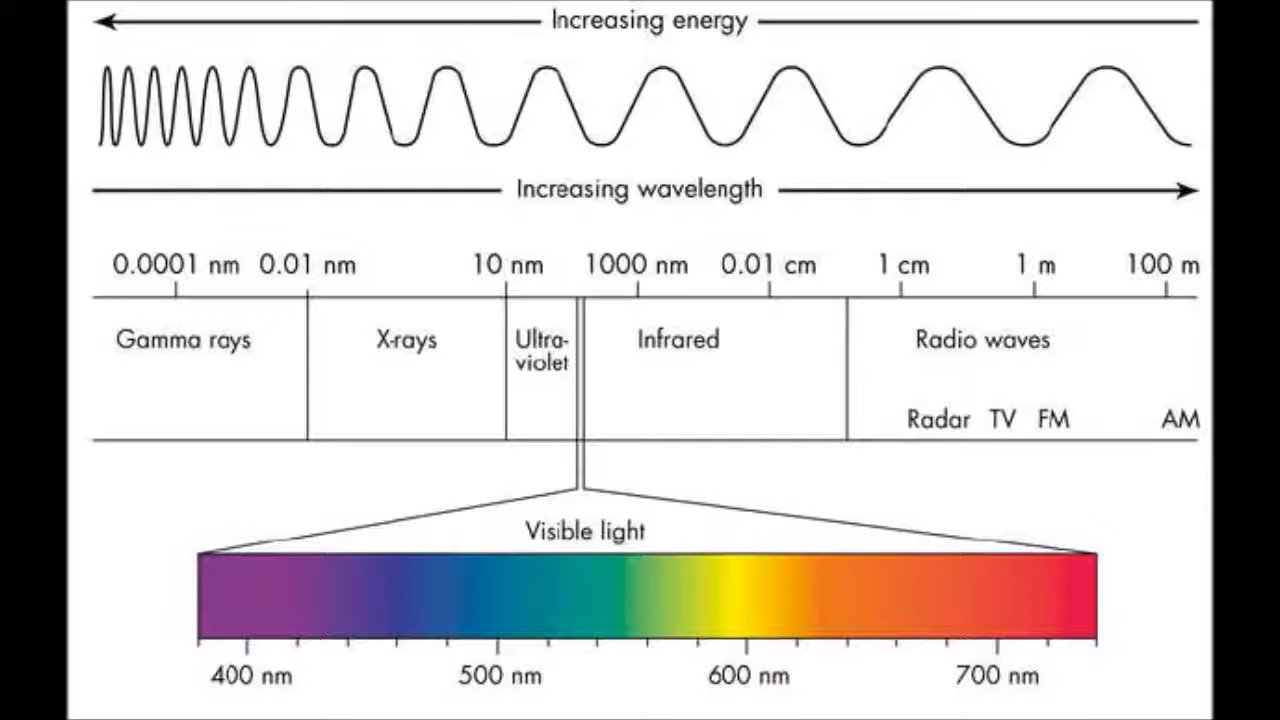 Increasing energy
Increasing wavelength
0.0001 nm 0.01 nm 10 nm 1000 nm 0.01 cm 1 cm 1 m 100 m
Gamma rays X-rays Ultra- Infrared Radio waves
violet
Radar TV FM AM
Visible light
400 nm 500 nm 600 nm 700 nm